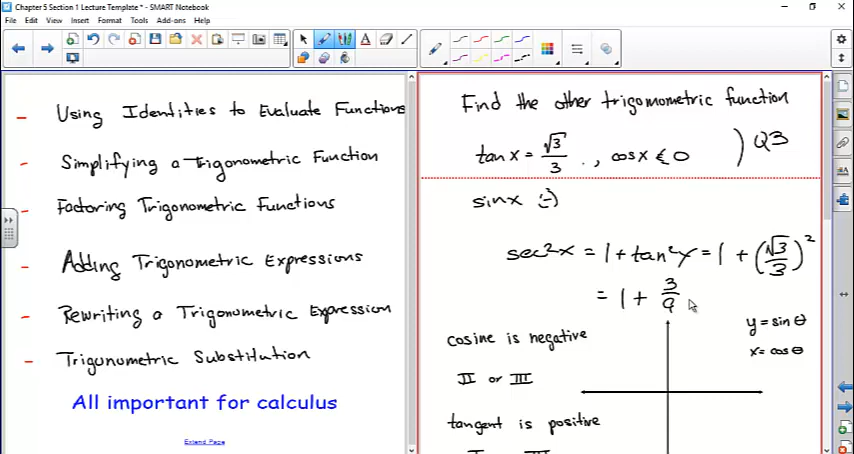 Chapter 5 Section 1 Lecture Template * - SMART Notebook
File Edit View Insert Format Tools Add-ons Help
- Using Identities to Evaluate Functions
- Simplifying a Trigonometric Function
- Factoring Trigonometric Functions
- Adding Trigonometric Expressions
- Rewriting a Trigonometric Expression
- Trigonometric Substitution
All important for calculus
Extend Page
Find the other trigonometric function
tan x = √3/3 . , cos x < 0 ) Q3
sin x (-)
sec²x = 1 + tan²x = 1 + (√3/3)²
= 1 + 3/9
y = sin θ
x = cos θ
cosine is negative
II or III
tangent is positive